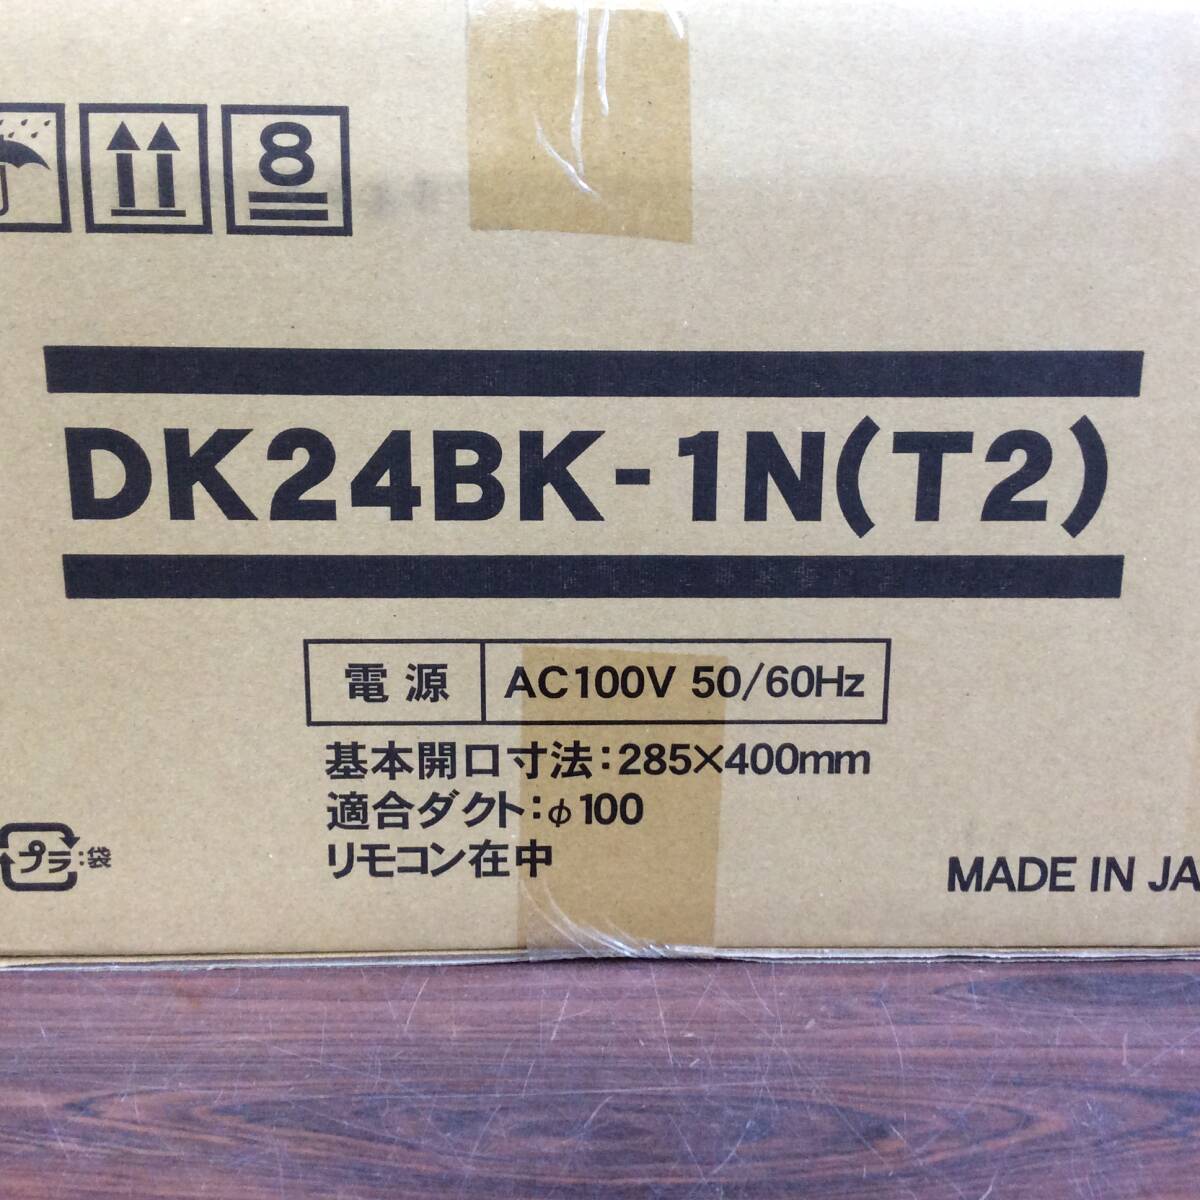 8
DK24BK-1N(T2)
電源 AC100V 50/60Hz
基本開口寸法:285×400mm
適合ダクト:φ100
リモコン在中
プラ:袋
MADE IN JA